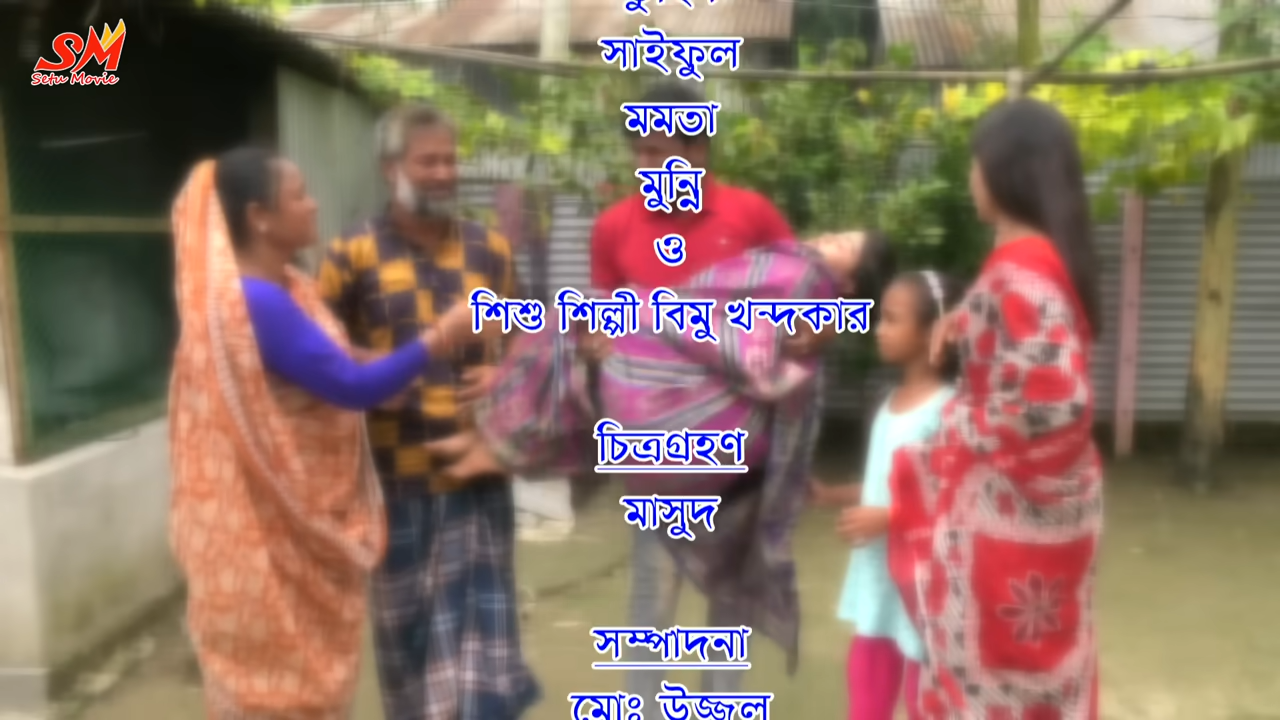 SM
Setu Movie
সাইফুল
মমতা
মুন্নি
ও
শিশু শিল্পী বিমু খন্দকার
চিত্রগ্রহণ
মাসুদ
সম্পাদনা
মোঃ উজ্জল